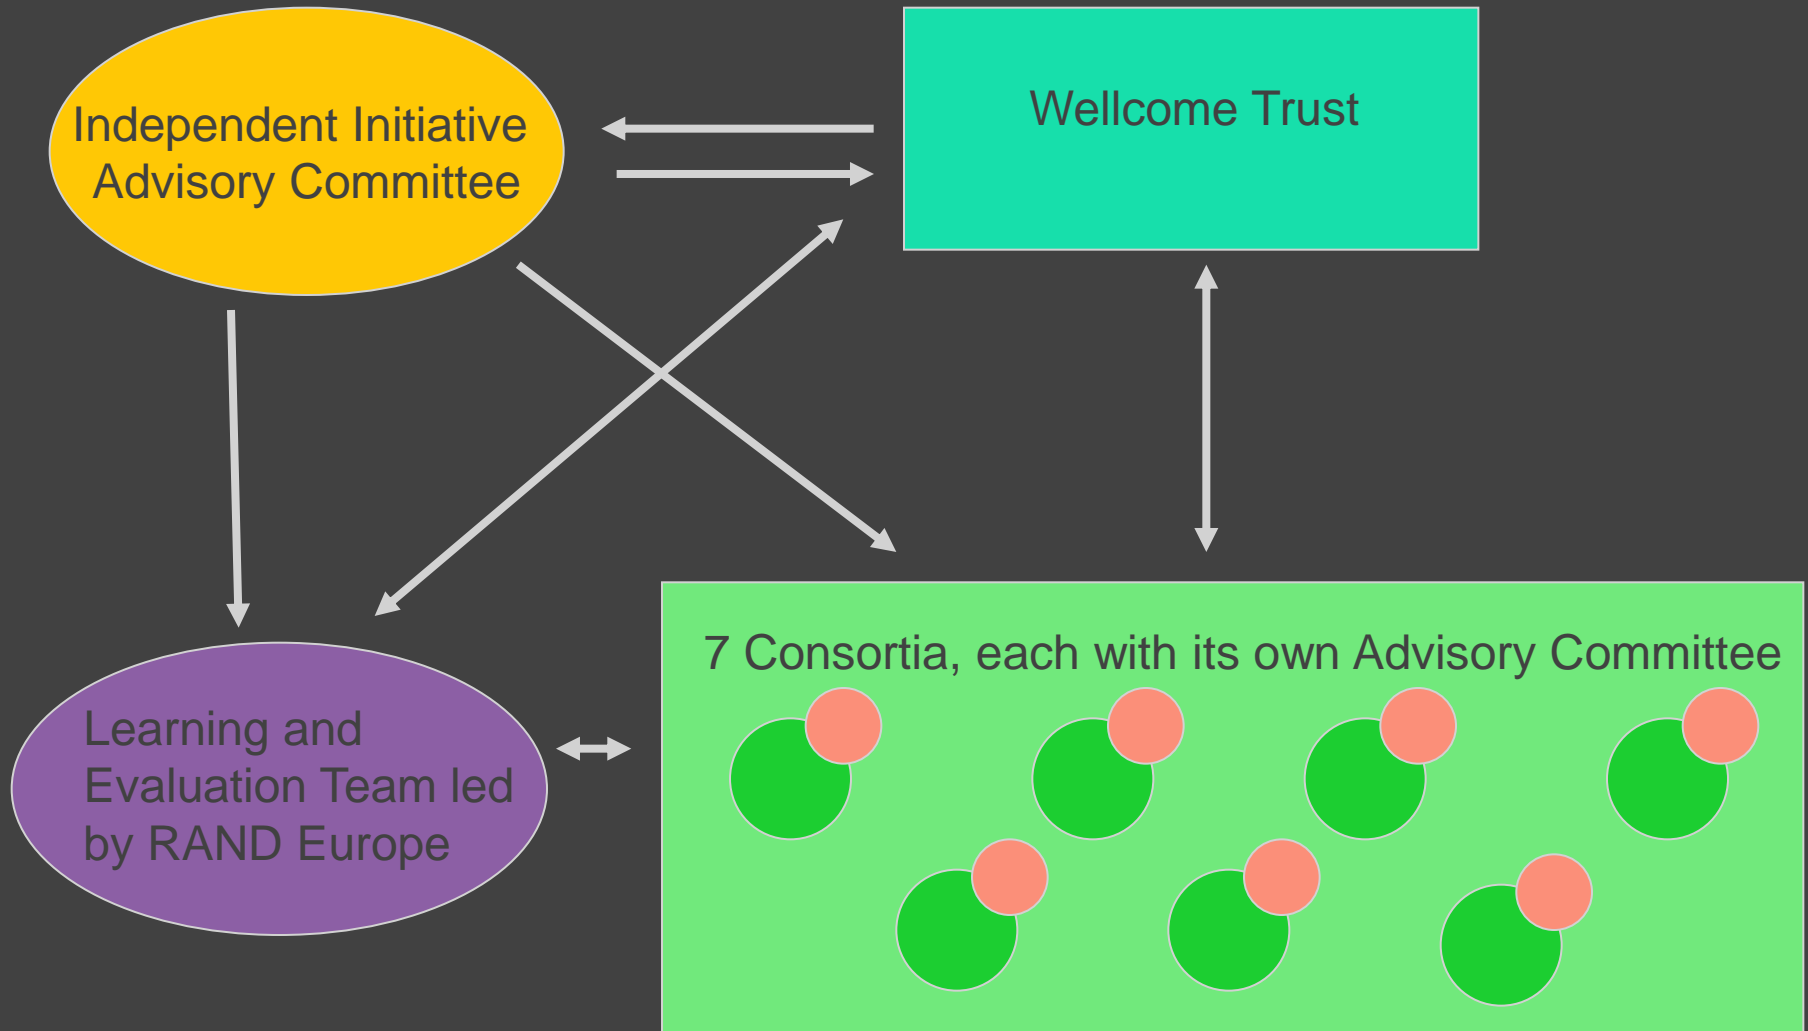 Independent Initiative
Advisory Committee
Wellcome Trust
7 Consortia, each with its own Advisory Committee
Learning and
Evaluation Team led
by RAND Europe